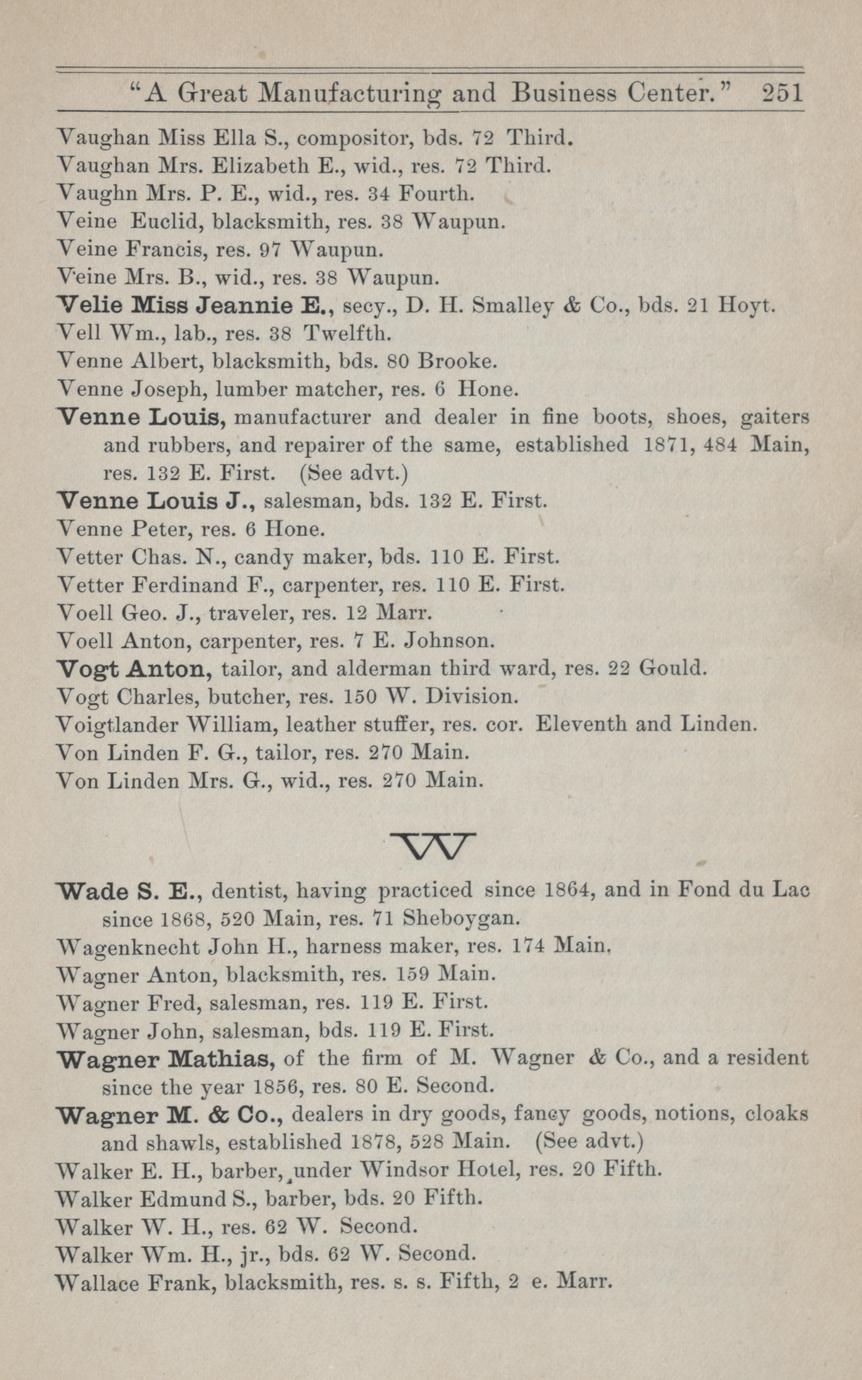 “A Great Manufacturing and Business Center.” 251
Vaughan Miss Ella S., compositor, bds. 72 Third.
Vaughan Mrs. Elizabeth E., wid., res. 72 Third.
Vaughn Mrs. P. E., wid., res. 34 Fourth.
Veine Euclid, blacksmith, res. 38 Waupun.
Veine Francis, res. 97 Waupun.
Veine Mrs. B., wid., res. 38 Waupun.
Velie Miss Jeannie E., secy., D. H. Smalley & Co., bds. 21 Hoyt.
Vell Wm., lab., res. 38 Twelfth.
Venne Albert, blacksmith, bds. 80 Brooke.
Venne Joseph, lumber matcher, res. 6 Hone.
Venne Louis, manufacturer and dealer in fine boots, shoes, gaiters
and rubbers, and repairer of the same, established 1871, 484 Main,
res. 132 E. First. (See advt.)
Venne Louis J., salesman, bds. 132 E. First.
Venne Peter, res. 6 Hone.
Vetter Chas. N., candy maker, bds. 110 E. First.
Vetter Ferdinand F., carpenter, res. 110 E. First.
Voell Geo. J., traveler, res. 12 Marr.
Voell Anton, carpenter, res. 7 E. Johnson.
Vogt Anton, tailor, and alderman third ward, res. 22 Gould.
Vogt Charles, butcher, res. 150 W. Division.
Voigtlander William, leather stuffer, res. cor. Eleventh and Linden.
Von Linden F. G., tailor, res. 270 Main.
Von Linden Mrs. G., wid., res. 270 Main.
W
Wade S. E., dentist, having practiced since 1864, and in Fond du Lac
since 1868, 520 Main, res. 71 Sheboygan.
Wagenknecht John H., harness maker, res. 174 Main.
Wagner Anton, blacksmith, res. 159 Main.
Wagner Fred, salesman, res. 119 E. First.
Wagner John, salesman, bds. 119 E. First.
Wagner Mathias, of the firm of M. Wagner & Co., and a resident
since the year 1856, res. 80 E. Second.
Wagner M. & Co., dealers in dry goods, fancy goods, notions, cloaks
and shawls, established 1878, 528 Main. (See advt.)
Walker E. H., barber, under Windsor Hotel, res. 20 Fifth.
Walker Edmund S., barber, bds. 20 Fifth.
Walker W. H., res. 62 W. Second.
Walker Wm. H., jr., bds. 62 W. Second.
Wallace Frank, blacksmith, res. s. s. Fifth, 2 e. Marr.